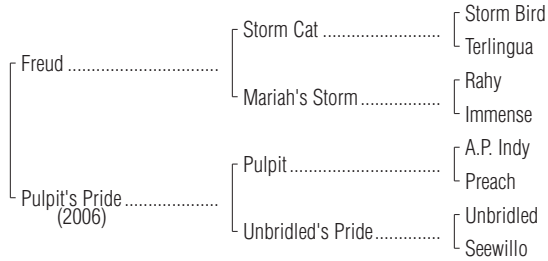 Storm Bird
Storm Cat ..............................
Terlingua
Freud ......................................
Rahy
Mariah's Storm ....................
Immense
A.P. Indy
Pulpit ......................................
Preach
Pulpit's Pride ........................
(2006)
Unbridled
Unbridled's Pride ................
Seewillo